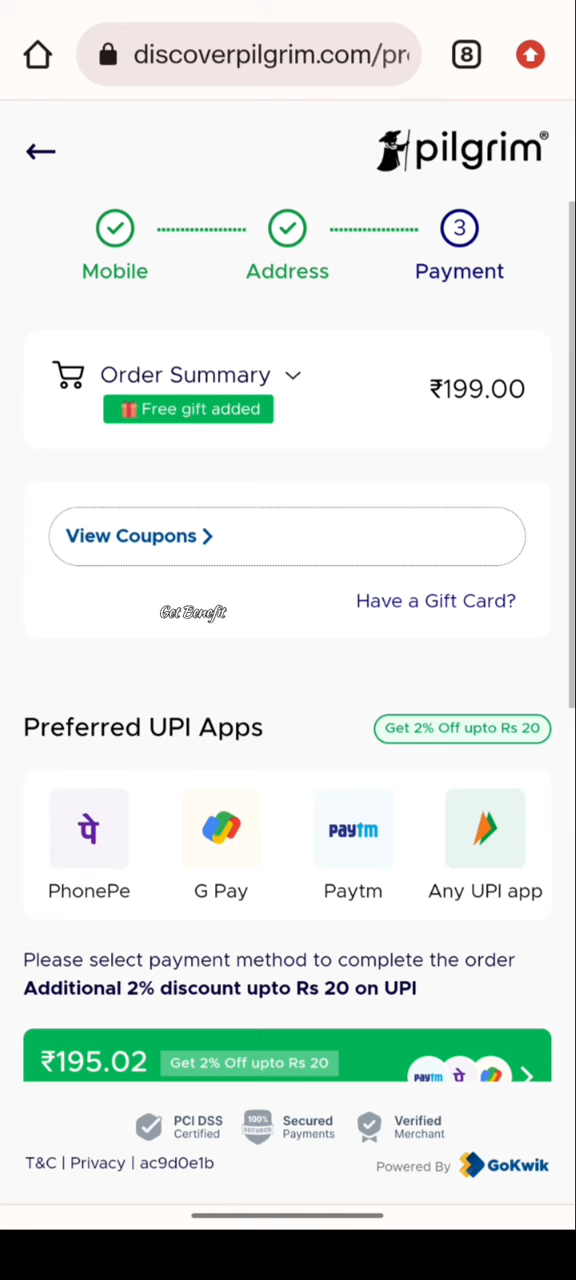 discoverpilgrim.com/pr
8
pilgrim®
3
Mobile
Address
Payment
Order Summary
₹199.00
Free gift added
View Coupons
Get Benefit
Have a Gift Card?
Preferred UPI Apps
Get 2% Off upto Rs 20
पे
paytm
PhonePe
G Pay
Paytm
Any UPI app
Please select payment method to complete the order
Additional 2% discount upto Rs 20 on UPI
₹195.02
Get 2% Off upto Rs 20
paytm
पे
PCI DSS
Certified
100%
SECURED
Secured
Payments
Verified
Merchant
T&C | Privacy | ac9d0e1b
Powered By
GoKwik